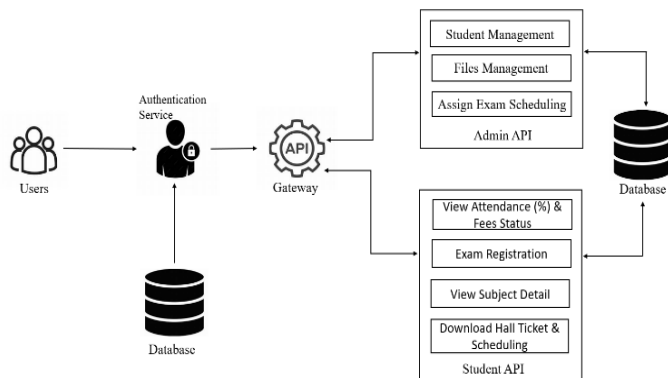 Users
Authentication
Service
API
Gateway
Database
Student Management
Files Management
Assign Exam Scheduling
Admin API
View Attendance (%) &
Fees Status
Exam Registration
View Subject Detail
Download Hall Ticket &
Scheduling
Student API
Database